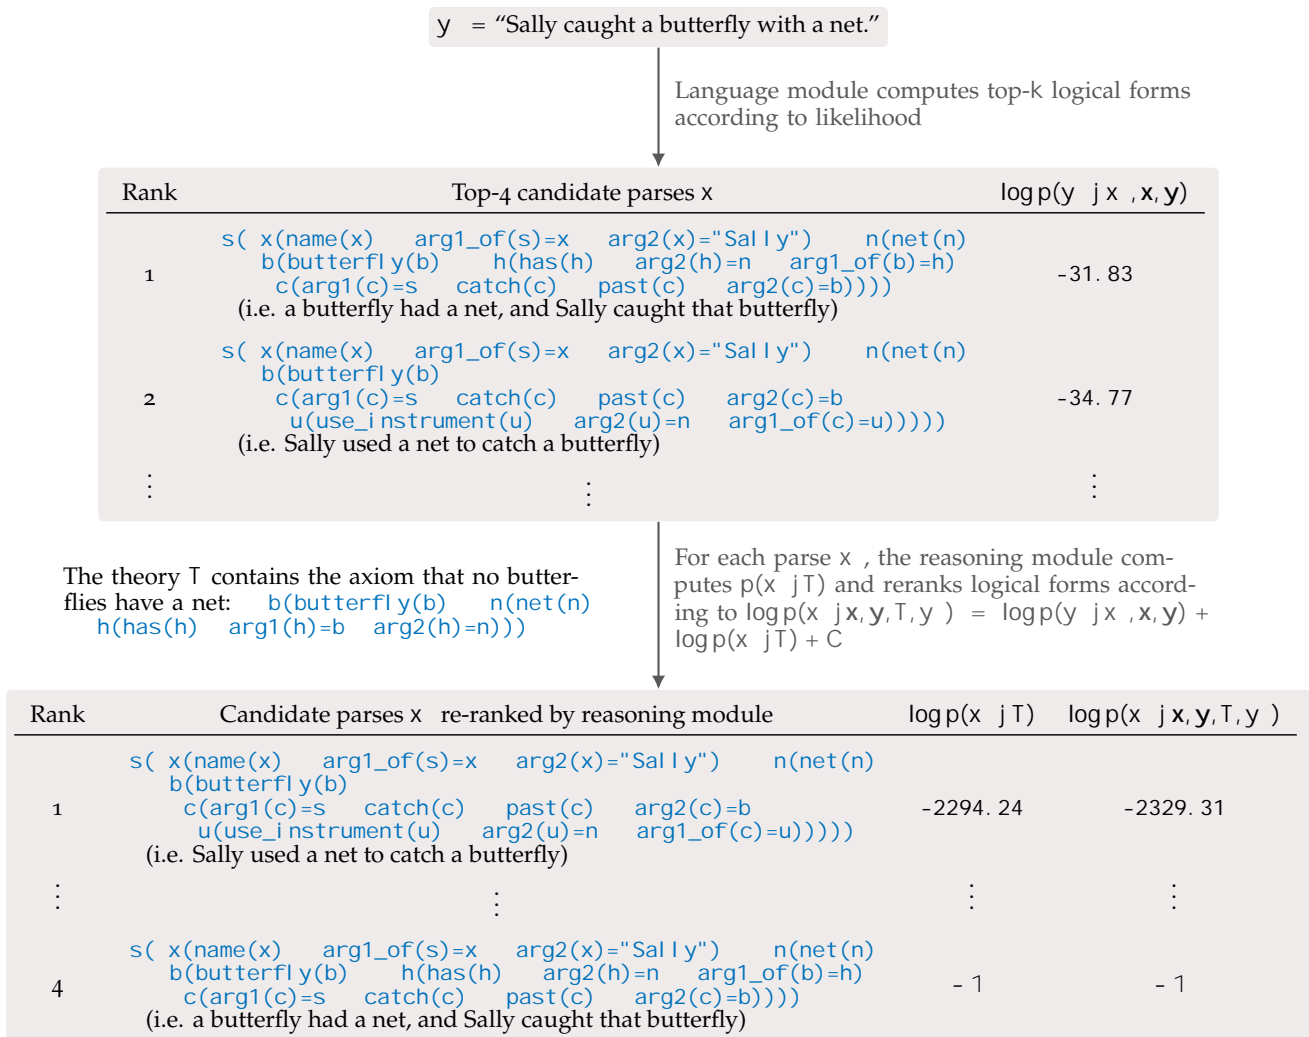 y = “Sally caught a butterfly with a net.”
Language module computes top-k logical forms
according to likelihood
Rank Top-4 candidate parses x log p(y j x , x, y)
s( x(name(x) arg1_of(s)=x arg2(x)="Sally") n(net(n)
b(butterfly(b) h(has(h) arg2(h)=n arg1_of(b)=h)
1 c(arg1(c)=s catch(c) past(c) arg2(c)=b)))) -31.83
(i.e. a butterfly had a net, and Sally caught that butterfly)
s( x(name(x) arg1_of(s)=x arg2(x)="Sally") n(net(n)
b(butterfly(b)
2 c(arg1(c)=s catch(c) past(c) arg2(c)=b -34.77
u(use_instrument(u) arg2(u)=n arg1_of(c)=u)))))
(i.e. Sally used a net to catch a butterfly)
⋮ ⋮ ⋮
The theory T contains the axiom that no butter-
flies have a net: b(butterfly(b) n(net(n)
h(has(h) arg1(h)=b arg2(h)=n)))
For each parse x , the reasoning module com-
putes p(x jT) and reranks logical forms accord-
ing to log p(x j x, y, T, y ) = log p(y j x , x, y) +
log p(x jT) + C
Rank Candidate parses x re-ranked by reasoning module log p(x jT) log p(x j x, y, T, y )
s( x(name(x) arg1_of(s)=x arg2(x)="Sally") n(net(n)
b(butterfly(b)
1 c(arg1(c)=s catch(c) past(c) arg2(c)=b -2294.24 -2329.31
u(use_instrument(u) arg2(u)=n arg1_of(c)=u)))))
(i.e. Sally used a net to catch a butterfly)
⋮ ⋮ ⋮ ⋮
s( x(name(x) arg1_of(s)=x arg2(x)="Sally") n(net(n)
b(butterfly(b) h(has(h) arg2(h)=n arg1_of(b)=h)
4 c(arg1(c)=s catch(c) past(c) arg2(c)=b)))) -1 -1
(i.e. a butterfly had a net, and Sally caught that butterfly)